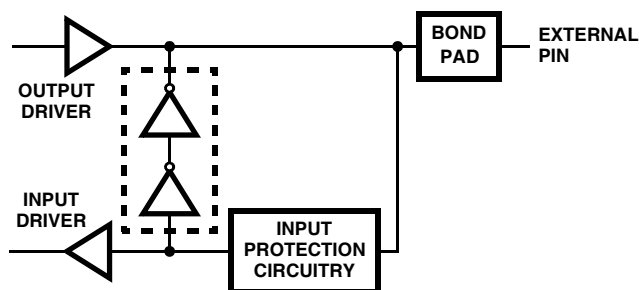 OUTPUT
DRIVER
BOND
PAD
EXTERNAL
PIN
INPUT
DRIVER
INPUT
PROTECTION
CIRCUITRY